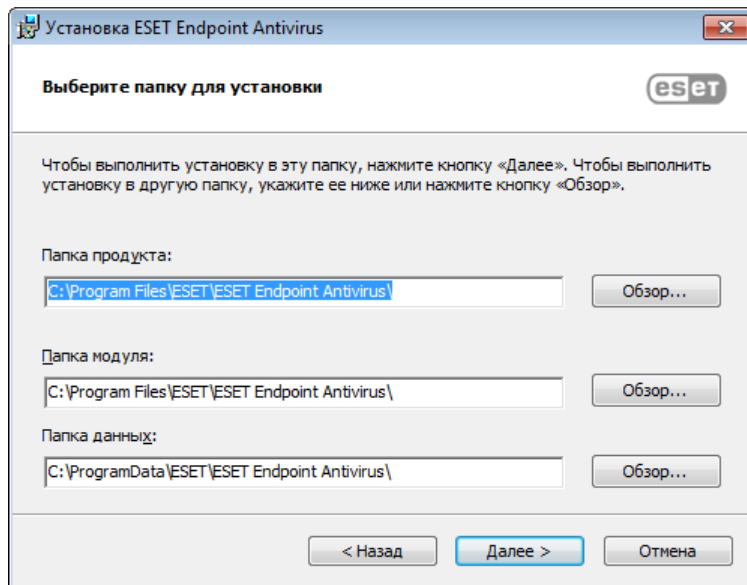 Установка ESET Endpoint Antivirus
Выберите папку для установки
eset
Чтобы выполнить установку в эту папку, нажмите кнопку «Далее». Чтобы выполнить
установку в другую папку, укажите ее ниже или нажмите кнопку «Обзор».
Папка продукта:
C:\Program Files\ESET\ESET Endpoint Antivirus\
Обзор...
Папка модуля:
C:\Program Files\ESET\ESET Endpoint Antivirus\
Обзор...
Папка данных:
C:\ProgramData\ESET\ESET Endpoint Antivirus\
Обзор...
< Назад
Далее >
Отмена